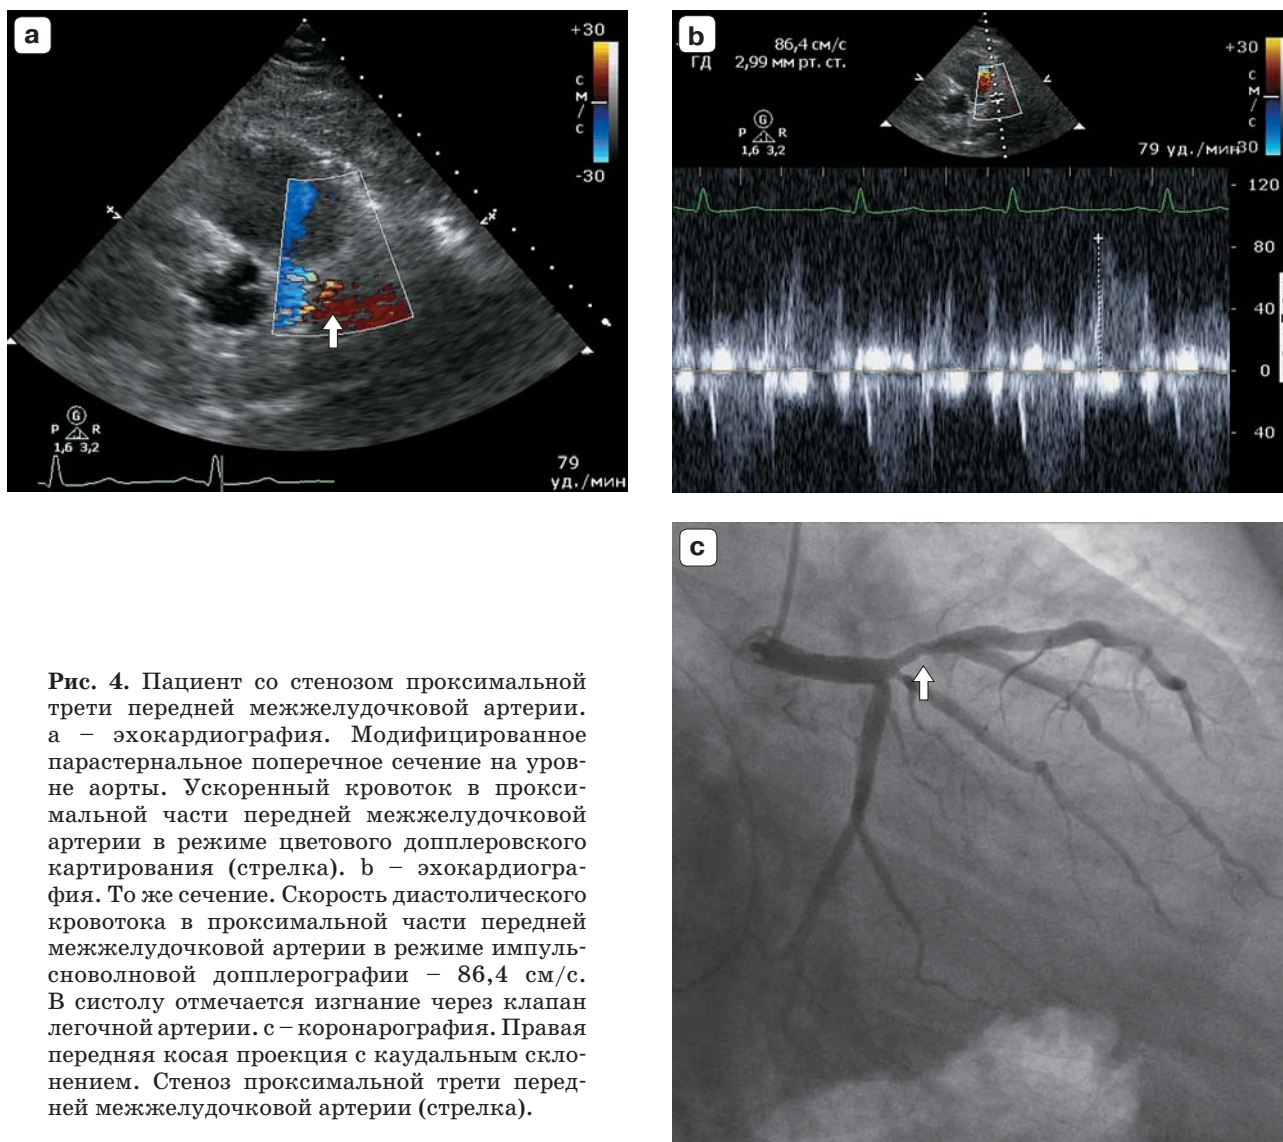 a
+30
с
м
/
с
-30
G
P R
1,6 3,2
79
уд./мин
b
86,4 см/с
ГД 2,99 мм рт. ст.
G
P R
1,6 3,2
+30
с
м
/
с
79 уд./мин
30
120
80
40
0
40
c
Рис. 4. Пациент со стенозом проксимальной
трети передней межжелудочковой артерии.
a – эхокардиография. Модифицированное
парастернальное поперечное сечение на уров-
не аорты. Ускоренный кровоток в прокси-
мальной части передней межжелудочковой
артерии в режиме цветового допплеровского
картирования (стрелка). b – эхокардиогра-
фия. То же сечение. Скорость диастолического
кровотока в проксимальной части передней
межжелудочковой артерии в режиме импуль-
сноволновой допплерографии – 86,4 см/с.
В систолу отмечается изгнание через клапан
легочной артерии. c – коронарография. Правая
передняя косая проекция с каудальным скло-
нением. Стеноз проксимальной трети перед-
ней межжелудочковой артерии (стрелка).